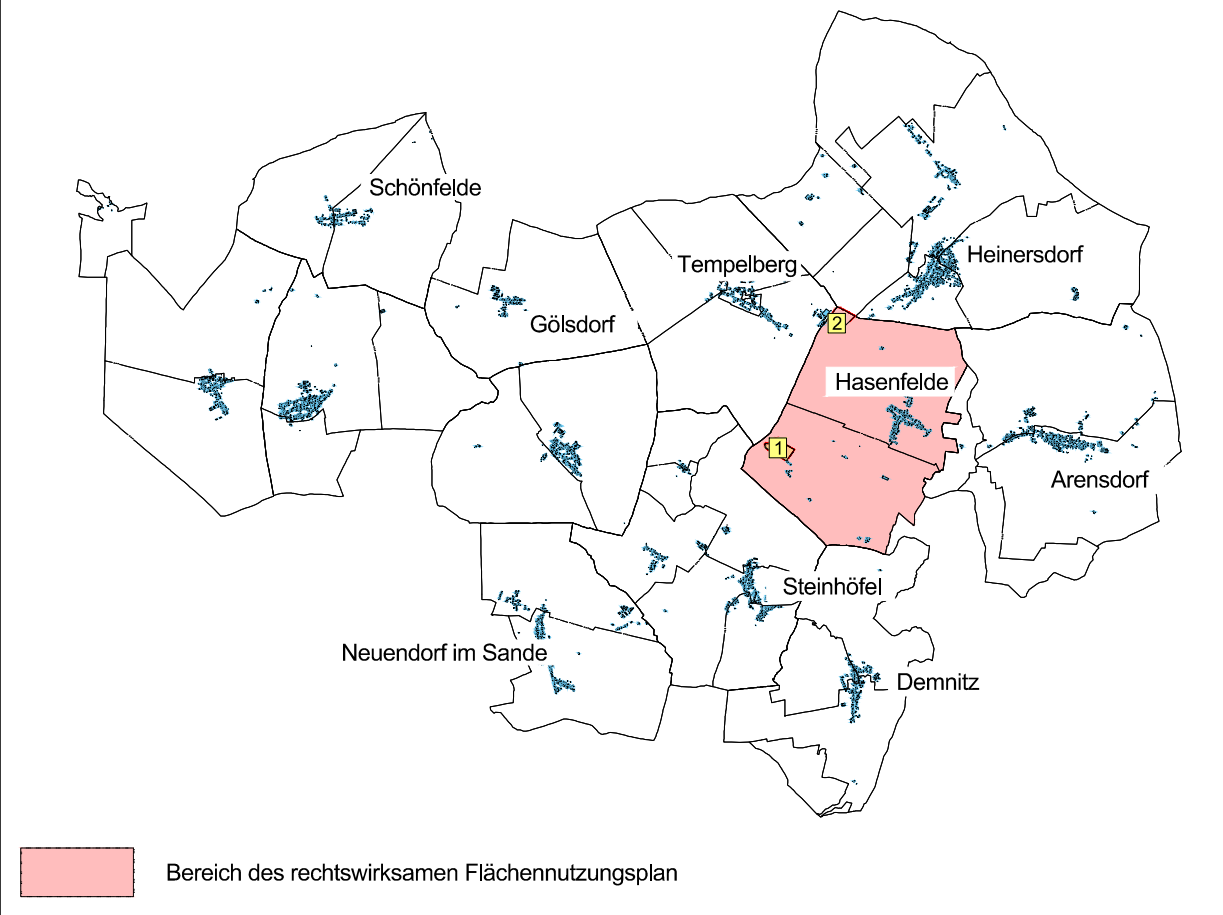 Schönfelde
Heinersdorf
Tempelberg
Gölsdorf
2
Hasenfelde
1
Arensdorf
Steinhöfel
Neuendorf im Sande
Demnitz
Bereich des rechtswirksamen Flächennutzungsplan